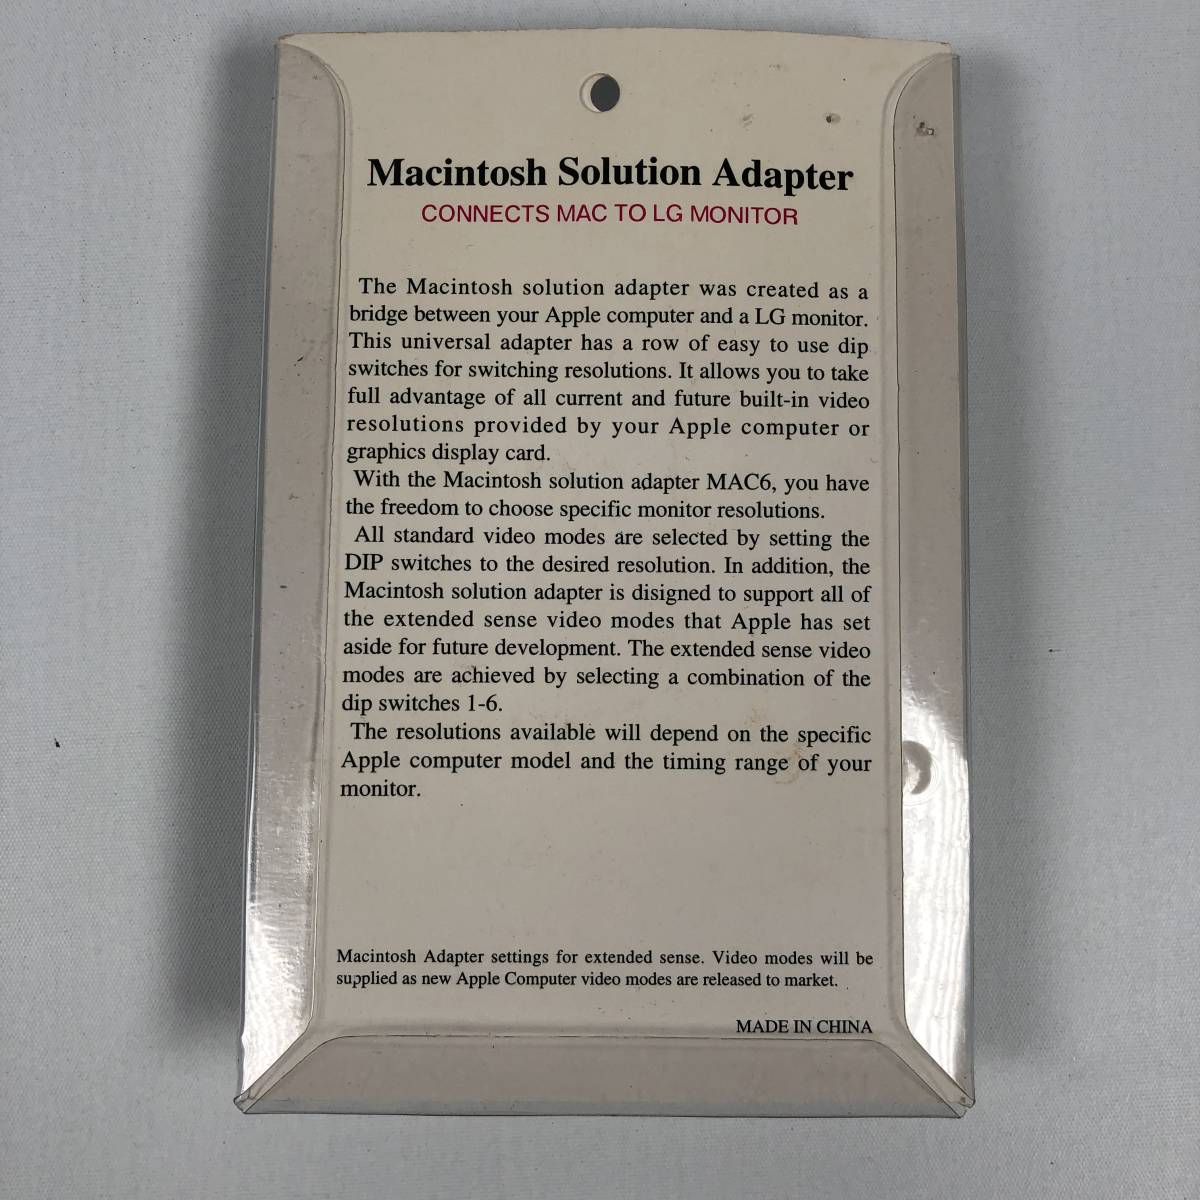 Macintosh Solution Adapter
CONNECTS MAC TO LG MONITOR
The Macintosh solution adapter was created as a
bridge between your Apple computer and a LG monitor.
This universal adapter has a row of easy to use dip
switches for switching resolutions. It allows you to take
full advantage of all current and future built-in video
resolutions provided by your Apple computer or
graphics display card.
With the Macintosh solution adapter MAC6, you have
the freedom to choose specific monitor resolutions.
All standard video modes are selected by setting the
DIP switches to the desired resolution. In addition, the
Macintosh solution adapter is disigned to support all of
the extended sense video modes that Apple has set
aside for future development. The extended sense video
modes are achieved by selecting a combination of the
dip switches 1-6.
The resolutions available will depend on the specific
Apple computer model and the timing range of your
monitor.
Macintosh Adapter settings for extended sense. Video modes will be
supplied as new Apple Computer video modes are released to market.
MADE IN CHINA